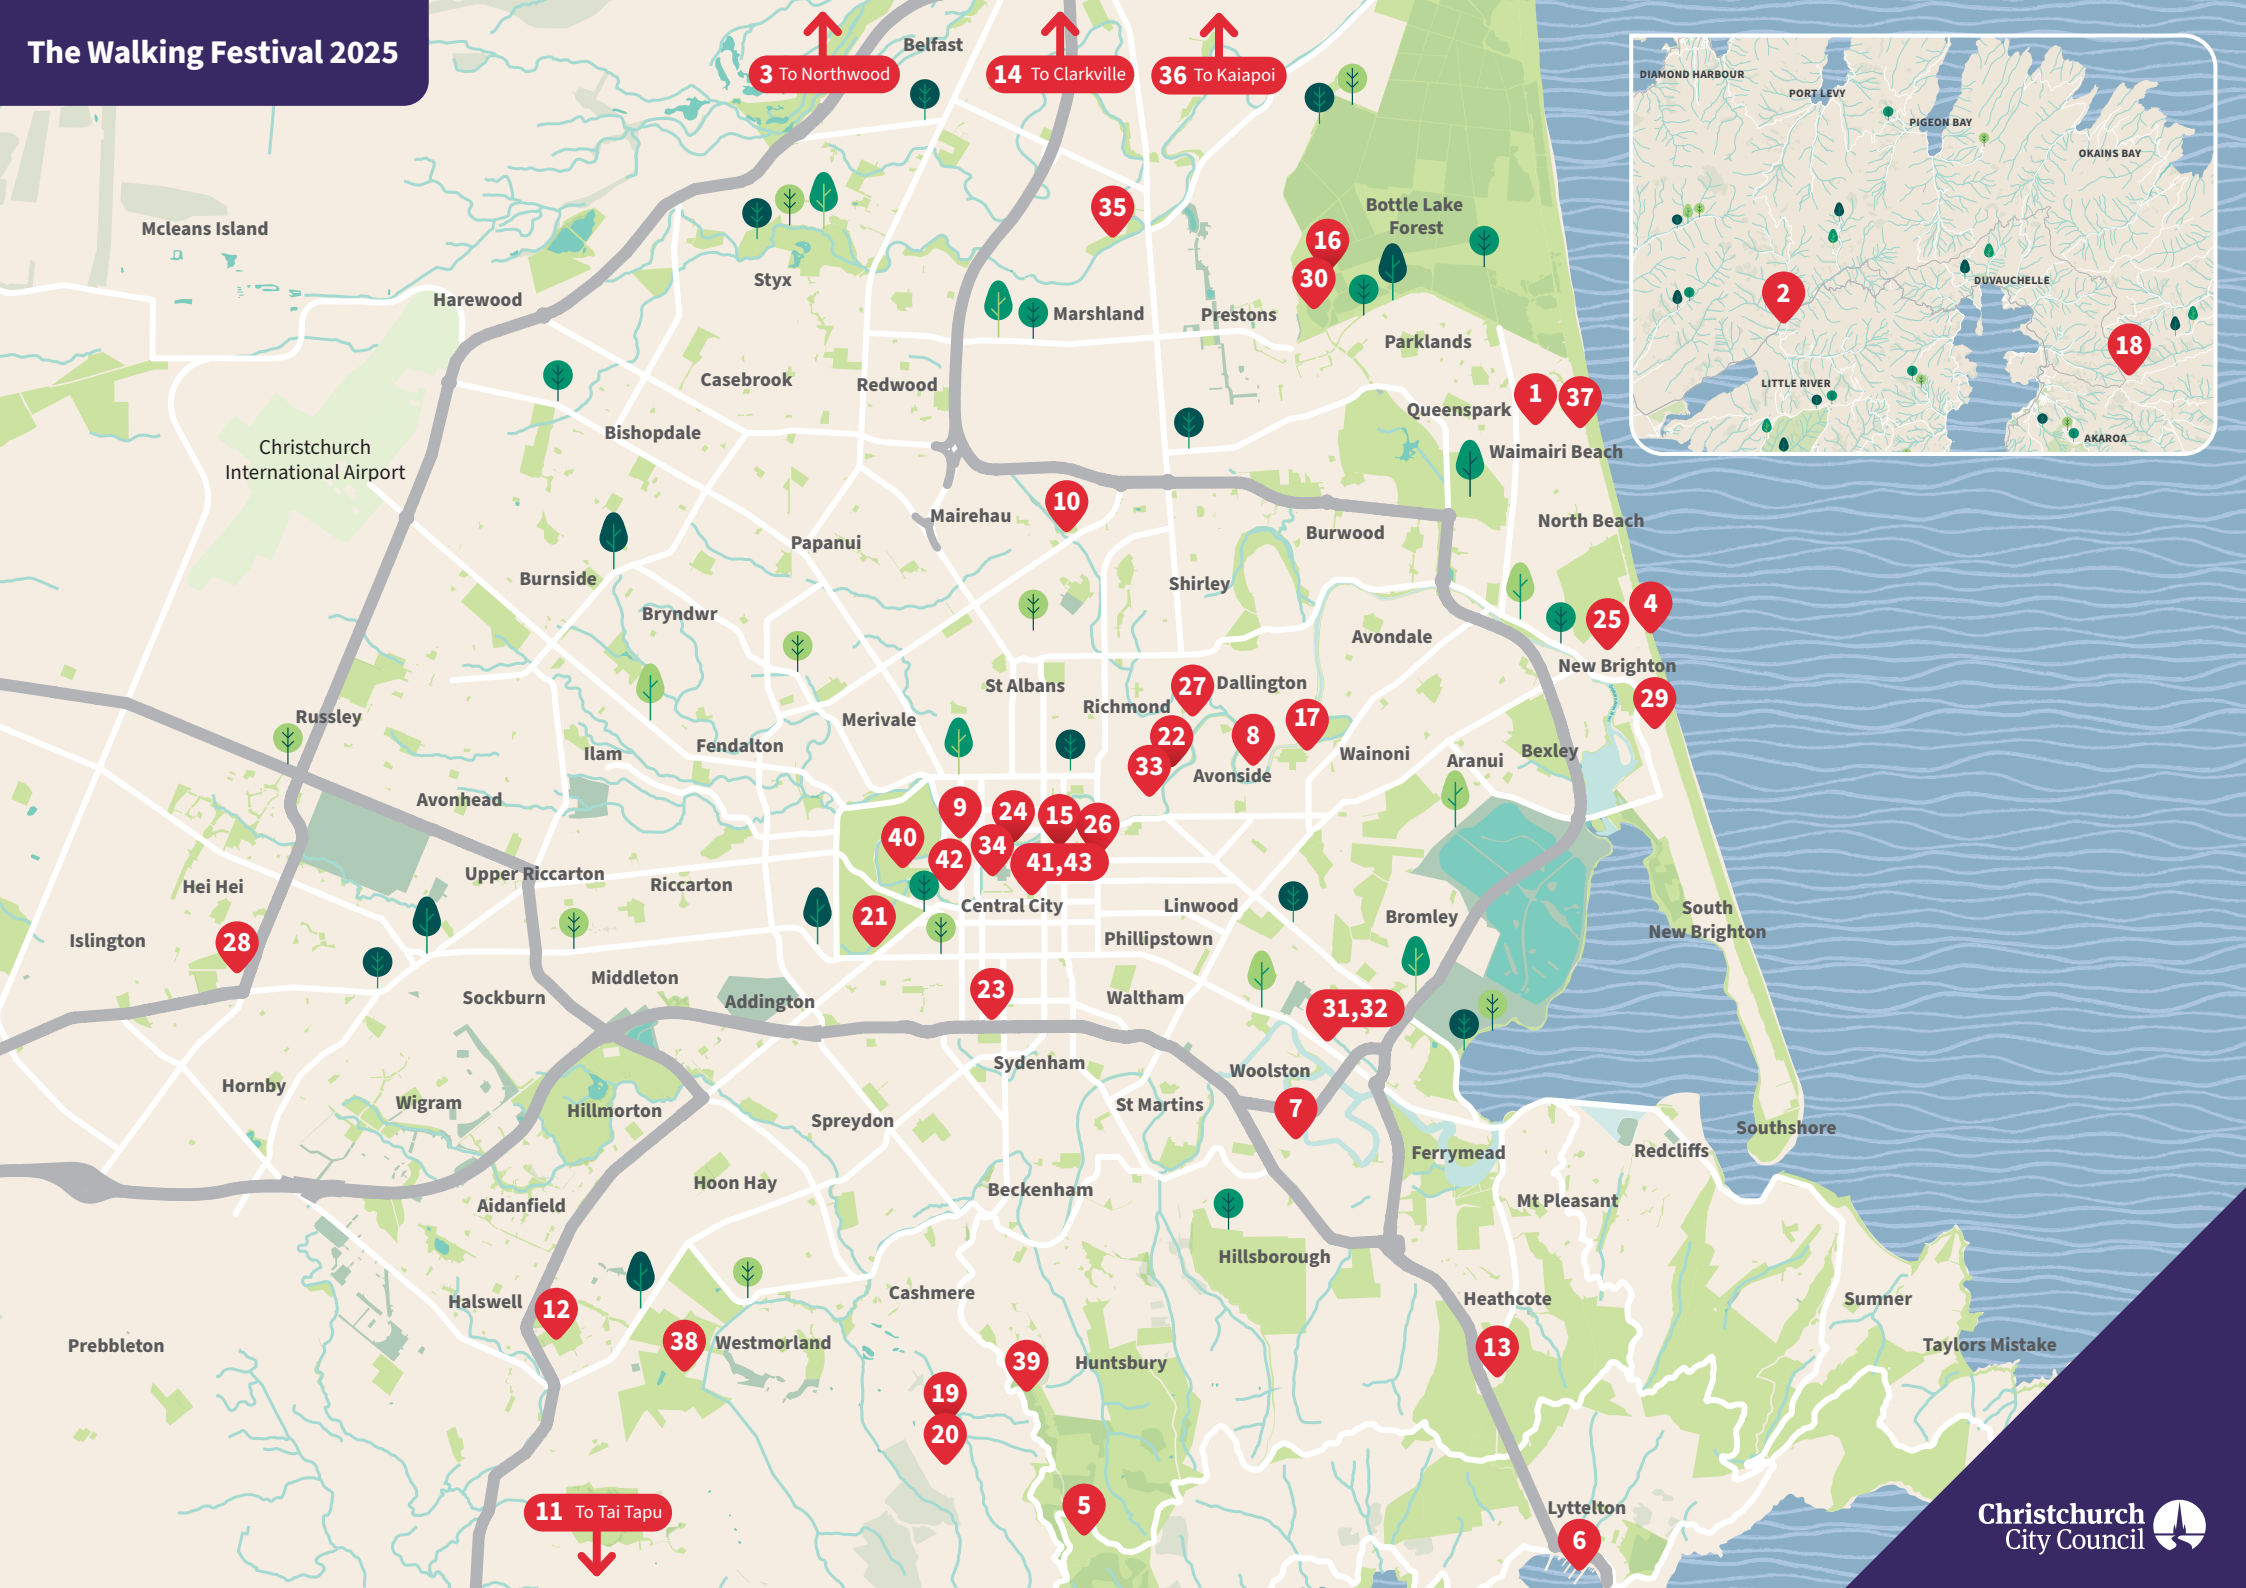 The Walking Festival 2025
3 To Northwood
Belfast
14 To Clarkville
36 To Kaiapoi
DIAMOND HARBOUR
PORT LEVY
PIGEON BAY
OKAINS BAY
DUVAUCHELLE
2
18
LITTLE RIVER
AKAROA
Mcleans Island
35
Bottle Lake
Forest
16
30
Styx
Harewood
Marshland
Prestons
Parklands
Casebrook
Redwood
1
37
Queenspark
Bishopdale
Christchurch
International Airport
Waimairi Beach
10
Mairehau
North Beach
Burwood
Papanui
Burnside
Shirley
Bryndwr
4
25
Avondale
New Brighton
St Albans
27
Dallington
Richmond
29
Russley
Merivale
17
22
8
Ilam
Fendalton
Wainoni
Bexley
Aranui
33
Avonside
Avonhead
9
24
15
26
40
34
42
41,43
Upper Riccarton
Hei Hei
Riccarton
Central City
Linwood
21
Bromley
South
New Brighton
Islington
28
Phillipstown
Middleton
Sockburn
Addington
23
Waltham
31,32
Sydenham
Woolston
Hornby
Wigram
Hillmorton
St Martins
7
Spreydon
Southshore
Ferrymead
Redcliffs
Hoon Hay
Beckenham
Mt Pleasant
Aidanfield
Hillsborough
Cashmere
Halswell
12
Heathcote
Sumner
Prebbleton
38
Westmorland
39
Huntsbury
13
Taylors Mistake
19
20
5
11 To Tai Tapu
Lyttelton
6
Christchurch
City Council